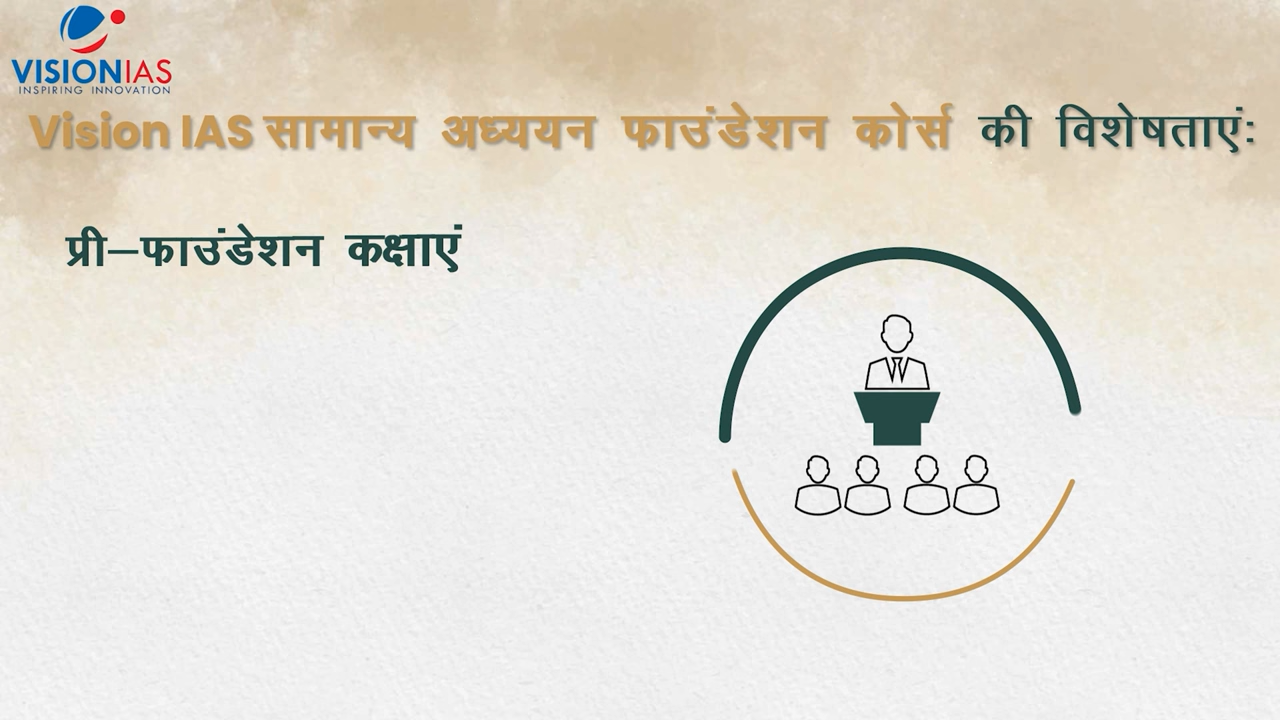 VISIONIAS
INSPIRING INNOVATION
Vision IAS सामान्य अध्ययन फाउंडेशन कोर्स की विशेषताएं:
प्री–फाउंडेशन कक्षाएं